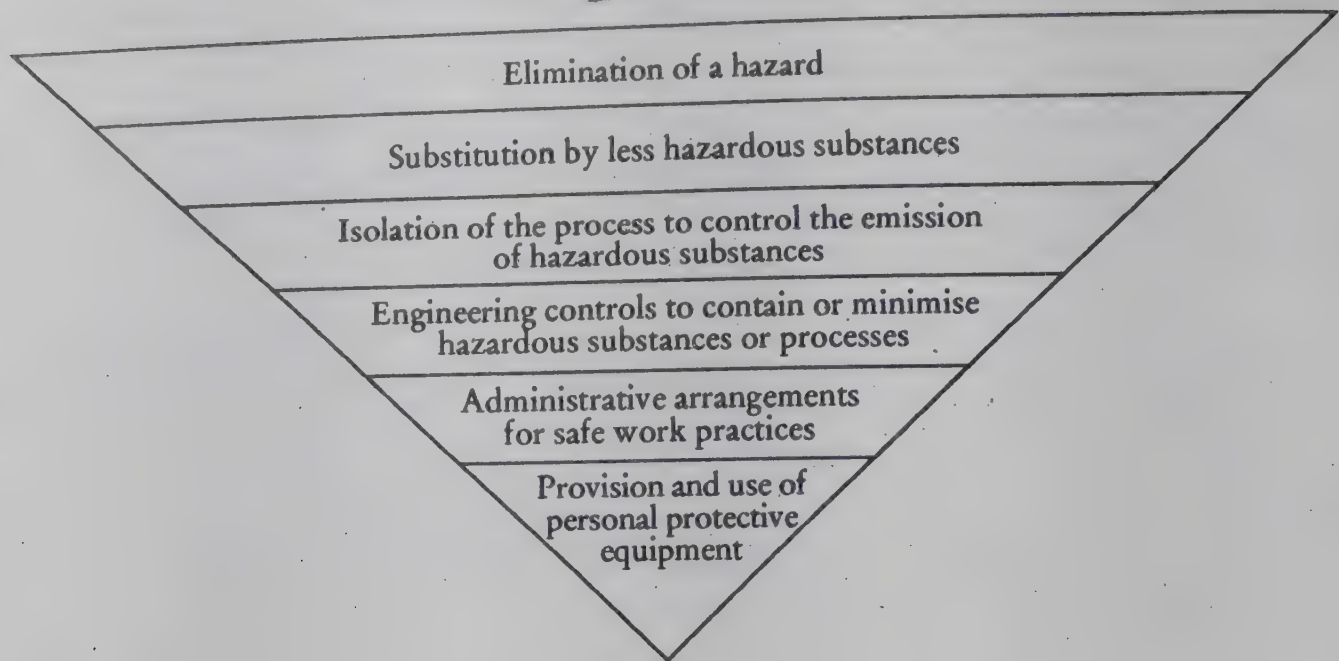 Elimination of a hazard
Substitution by less hazardous substances
Isolation of the process to control the emission
of hazardous substances
Engineering controls to contain or minimise
hazardous substances or processes
Administrative arrangements
for safe work practices
Provision and use of
personal protective
equipment